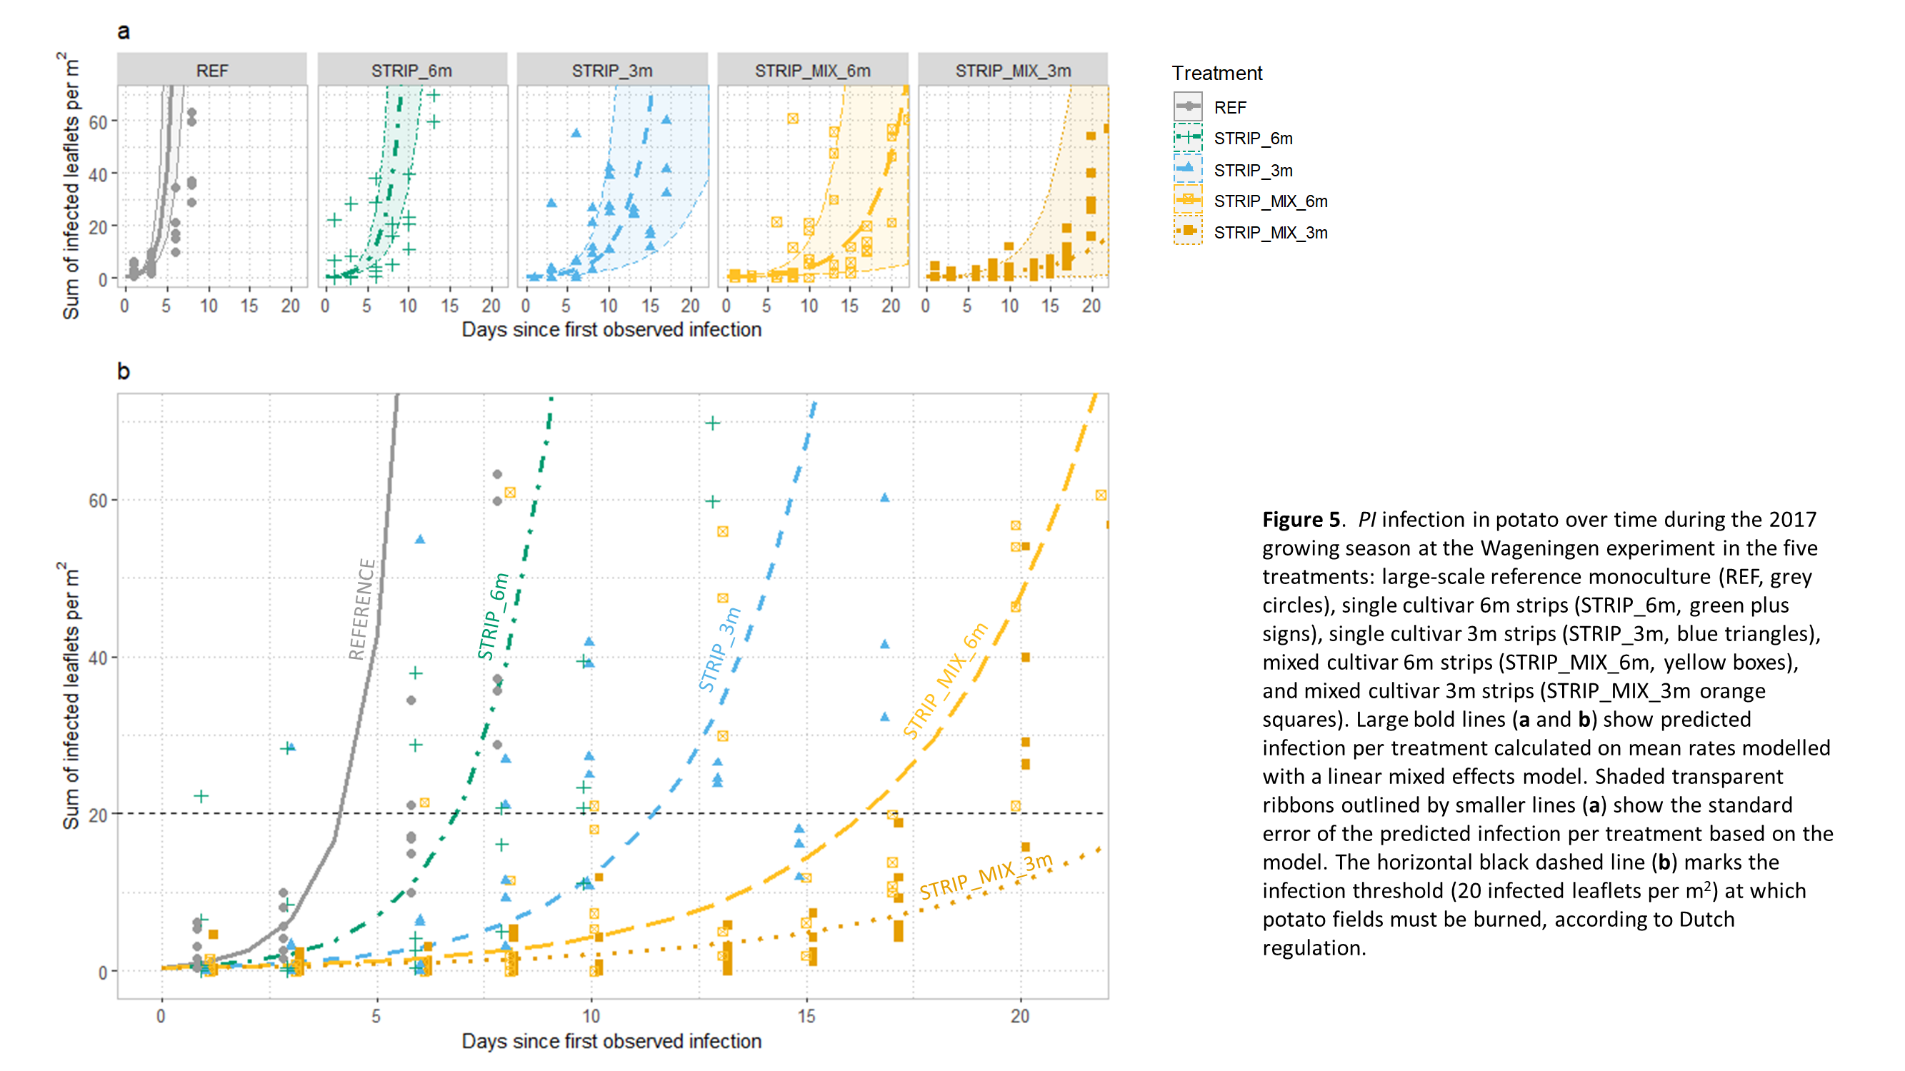 a
REF
STRIP_6m
STRIP_3m
STRIP_MIX_6m
STRIP_MIX_3m
Sum of infected leaflets per m²
60
40
20
0
0 5 10 15 20
0 5 10 15 20
0 5 10 15 20
0 5 10 15 20
0 5 10 15 20
Days since first observed infection
Treatment
REF
STRIP_6m
STRIP_3m
STRIP_MIX_6m
STRIP_MIX_3m
b
Sum of infected leaflets per m²
60
40
20
0
REFERENCE
STRIP_6m
STRIP_3m
STRIP_MIX_6m
STRIP_MIX_3m
0 5 10 15 20
Days since first observed infection
Figure 5. PI infection in potato over time during the 2017
growing season at the Wageningen experiment in the five
treatments: large-scale reference monoculture (REF, grey
circles), single cultivar 6m strips (STRIP_6m, green plus
signs), single cultivar 3m strips (STRIP_3m, blue triangles),
mixed cultivar 6m strips (STRIP_MIX_6m, yellow boxes),
and mixed cultivar 3m strips (STRIP_MIX_3m orange
squares). Large bold lines (a and b) show predicted
infection per treatment calculated on mean rates modelled
with a linear mixed effects model. Shaded transparent
ribbons outlined by smaller lines (a) show the standard
error of the predicted infection per treatment based on the
model. The horizontal black dashed line (b) marks the
infection threshold (20 infected leaflets per m²) at which
potato fields must be burned, according to Dutch
regulation.